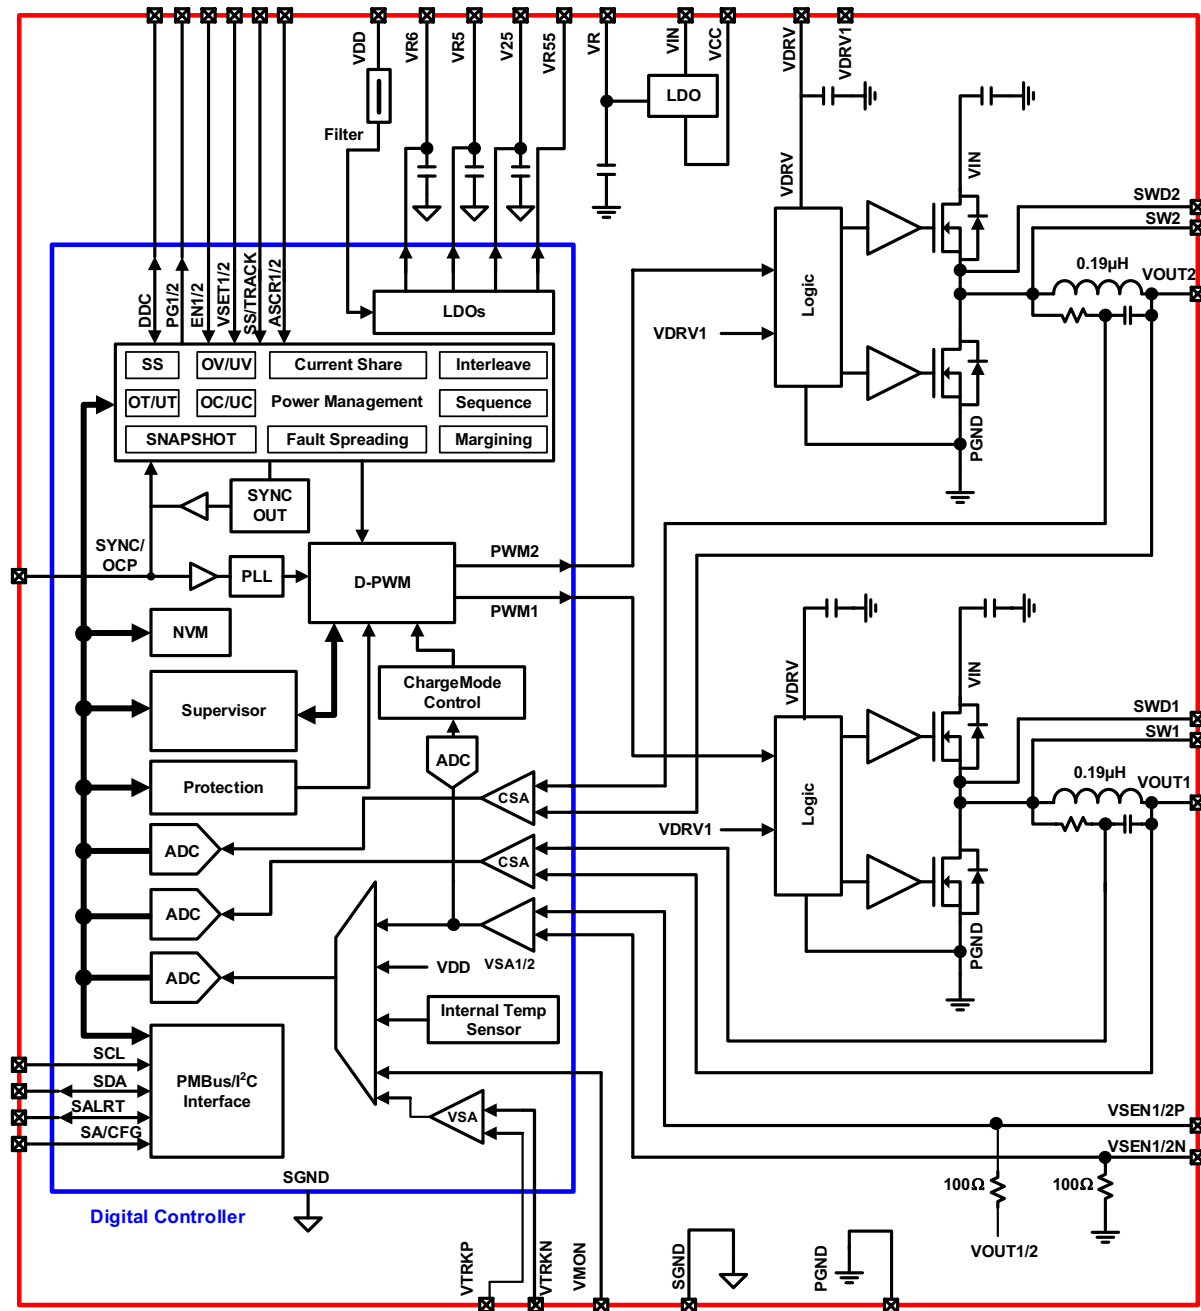 VDD
VR6
VR5
V25
VR55
VR
VIN
VCC
VDRV
VDRV1
LDO
Filter
DDC
PG1/2
EN1/2
VSET1/2
SS/TRACK
ASCR1/2
LDOs
SS
OV/UV
Current Share
Interleave
OT/UT
OC/UC
Power Management
Sequence
SNAPSHOT
Fault Spreading
Margining
SYNC
OUT
SYNC/
OCP
PLL
D-PWM
PWM2
PWM1
NVM
Supervisor
ChargeMode
Control
ADC
Protection
CSA
ADC
CSA
ADC
VSA1/2
ADC
VDD
Internal Temp
Sensor
PMBus/I²C
Interface
SCL
SDA
SALRT
SA/CFG
VSA
SGND
Digital Controller
VDRV
VIN
Logic
VDRV1
PGND
SWD2
SW2
0.19µH
VOUT2
VDRV
VIN
Logic
VDRV1
PGND
SWD1
SW1
0.19µH
VOUT1
VSEN1/2P
VSEN1/2N
100Ω
100Ω
VOUT1/2
VTRKP
VTRKN
VMON
SGND
PGND